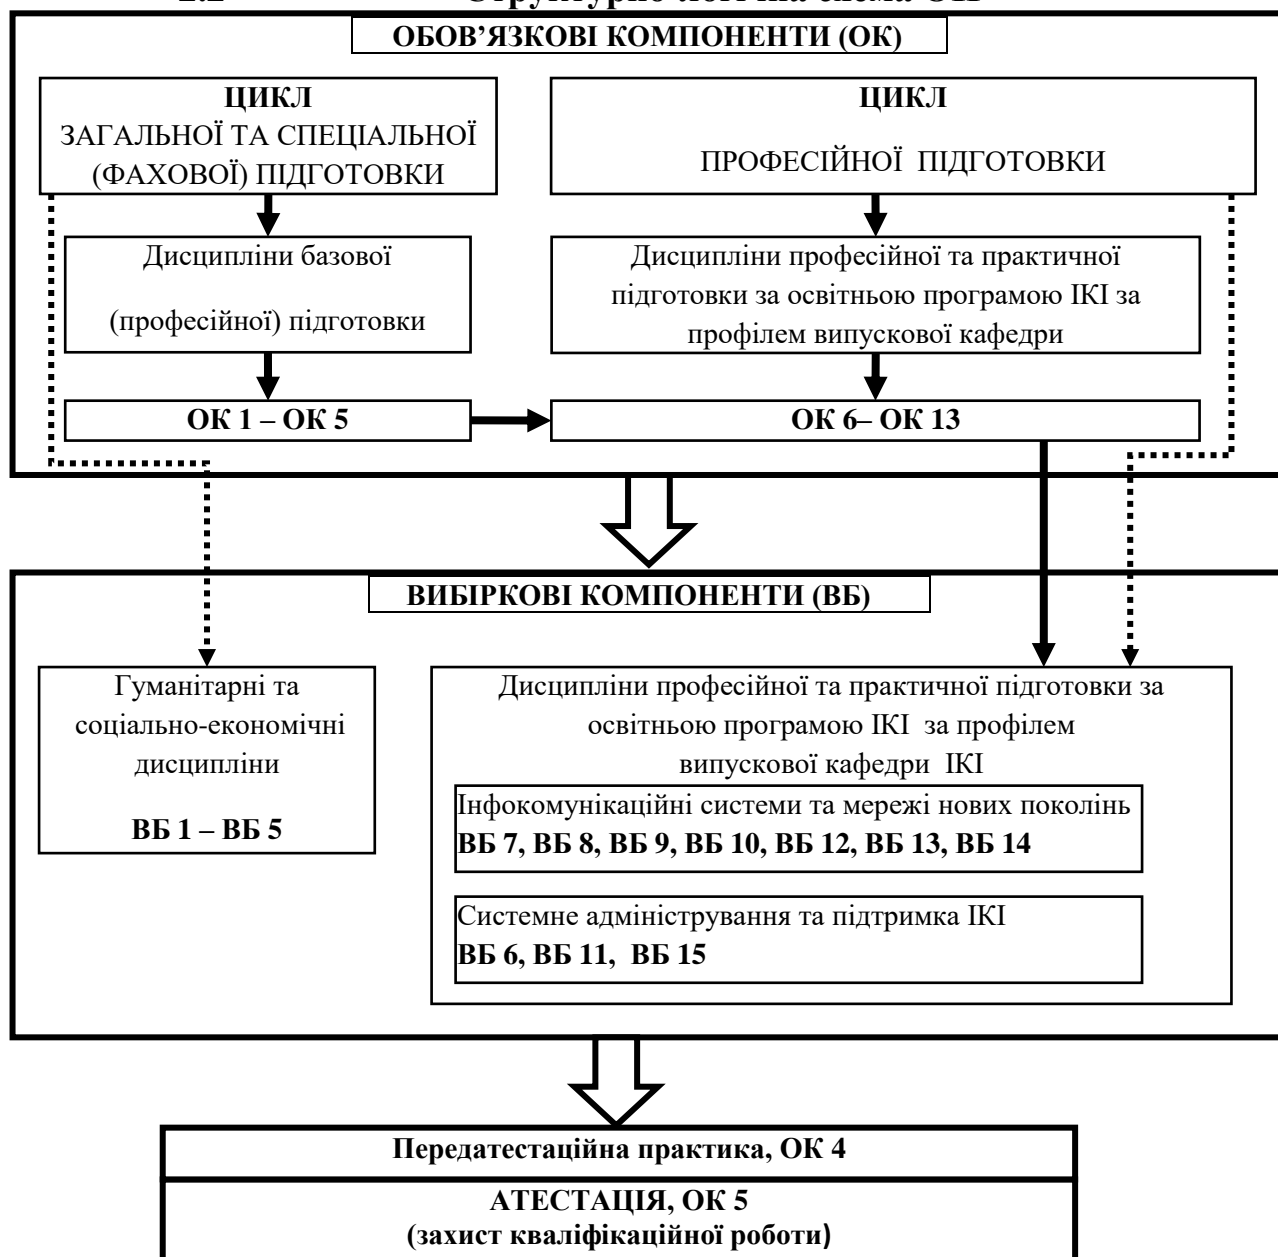 ОБОВ’ЯЗКОВІ КОМПОНЕНТИ (ОК)
ЦИКЛ
ЗАГАЛЬНОЇ ТА СПЕЦІАЛЬНОЇ
(ФАХОВОЇ) ПІДГОТОВКИ
ЦИКЛ
ПРОФЕСІЙНОЇ ПІДГОТОВКИ
Дисципліни базової
(професійної) підготовки
Дисципліни професійної та практичної
підготовки за освітньою програмою ІКІ за
профілем випускової кафедри
ОК 1 – ОК 5
ОК 6– ОК 13
ВИБІРКОВІ КОМПОНЕНТИ (ВБ)
Гуманітарні та
соціально-економічні
дисципліни
ВБ 1 – ВБ 5
Дисципліни професійної та практичної підготовки за
освітньою програмою ІКІ за профілем
випускової кафедри ІКІ
Інфокомунікаційні системи та мережі нових поколінь
ВБ 7, ВБ 8, ВБ 9, ВБ 10, ВБ 12, ВБ 13, ВБ 14
Системне адміністрування та підтримка ІКІ
ВБ 6, ВБ 11, ВБ 15
Передатестаційна практика, ОК 4
АТЕСТАЦІЯ, ОК 5
(захист кваліфікаційної роботи)